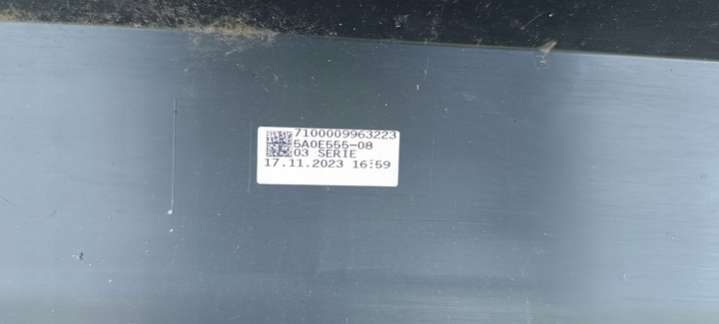 7100009963223
5A0E555-08
03 SERIE
17.11.2023 16:59